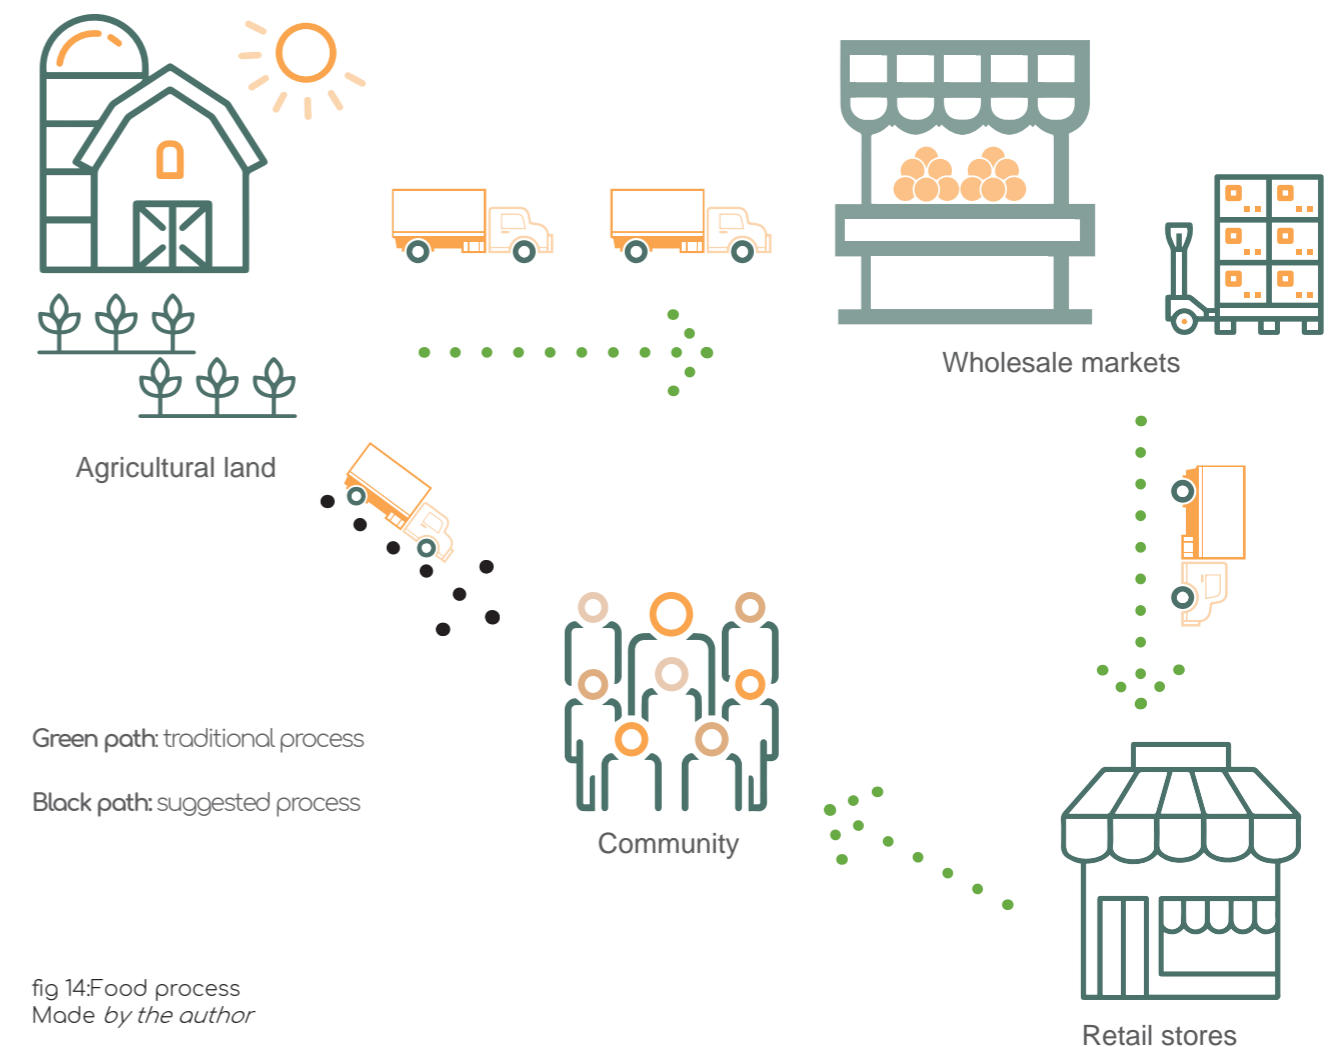 Wholesale markets
Agricultural land
Green path: traditional process
Black path: suggested process
Community
fig 14:Food process
Made by the author
Retail stores